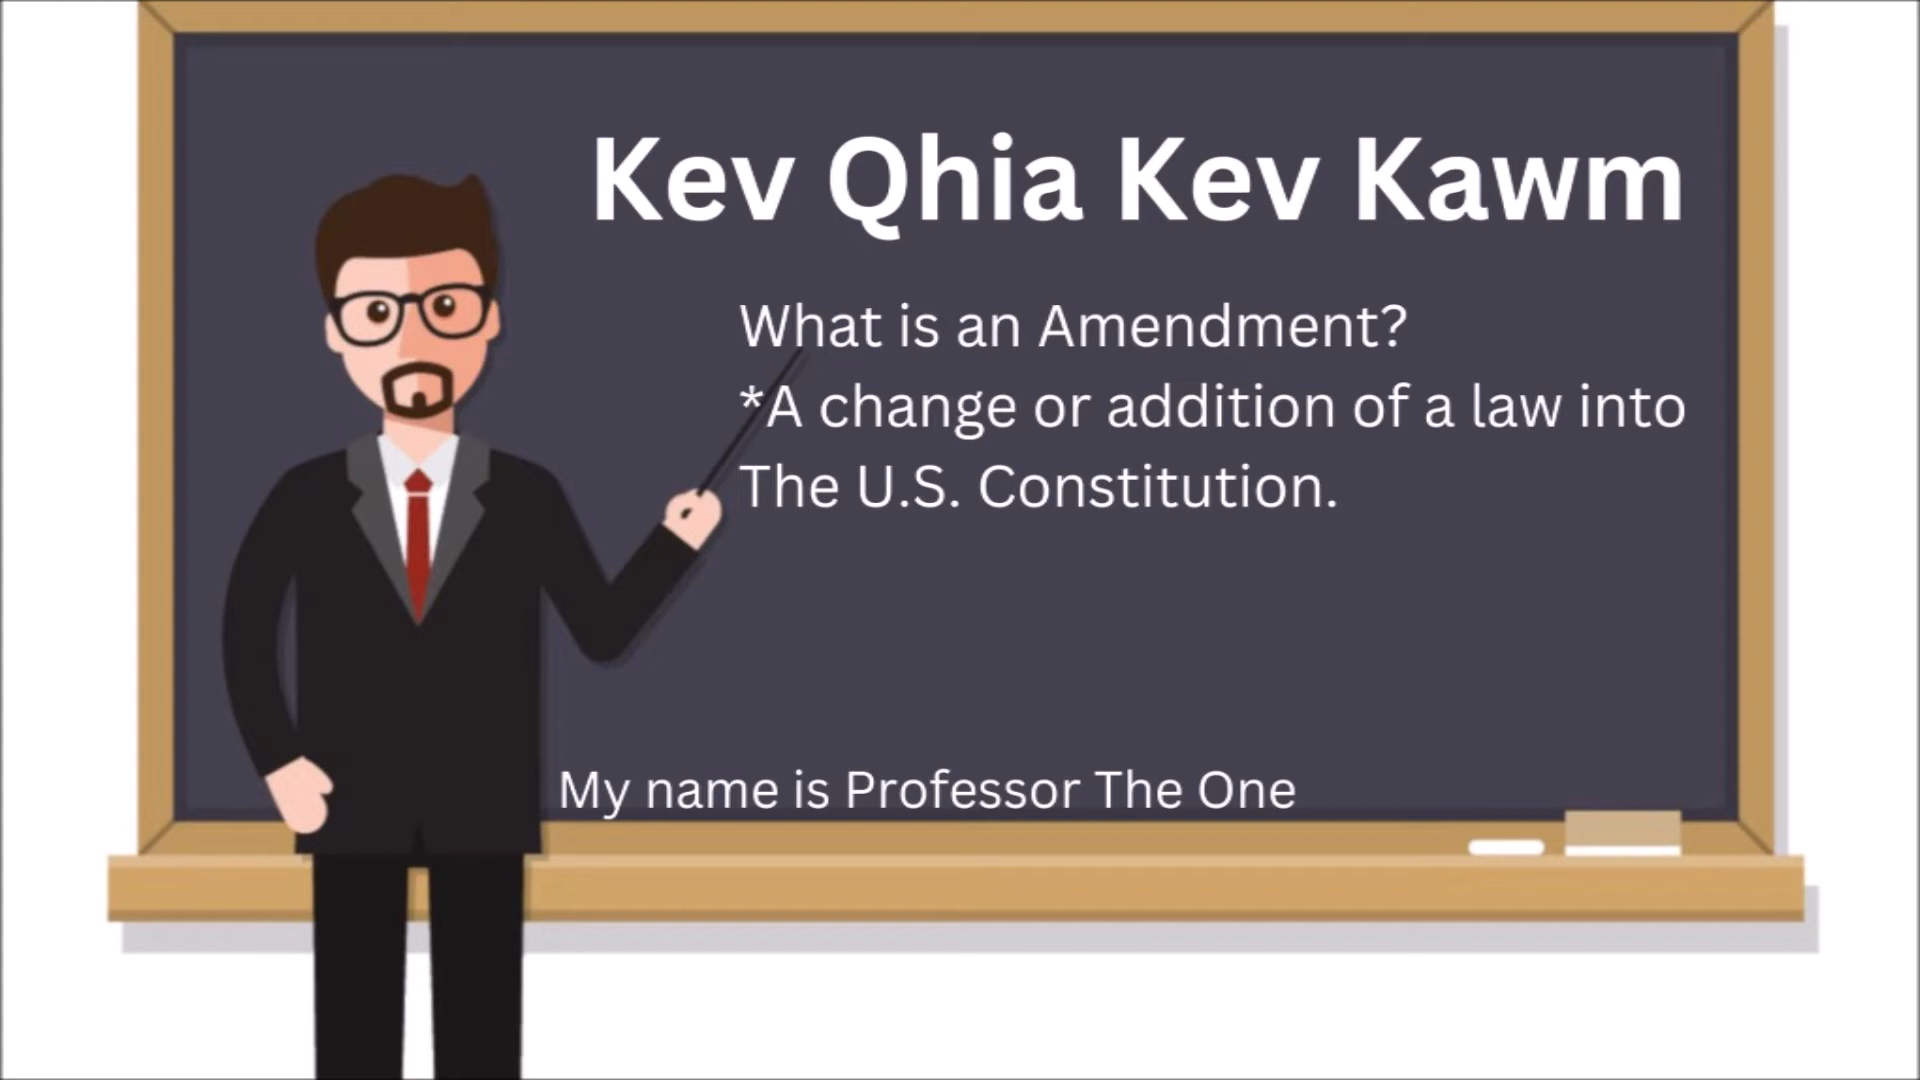 Kev Qhia Kev Kawm
What is an Amendment?
*A change or addition of a law into
The U.S. Constitution.
My name is Professor The One